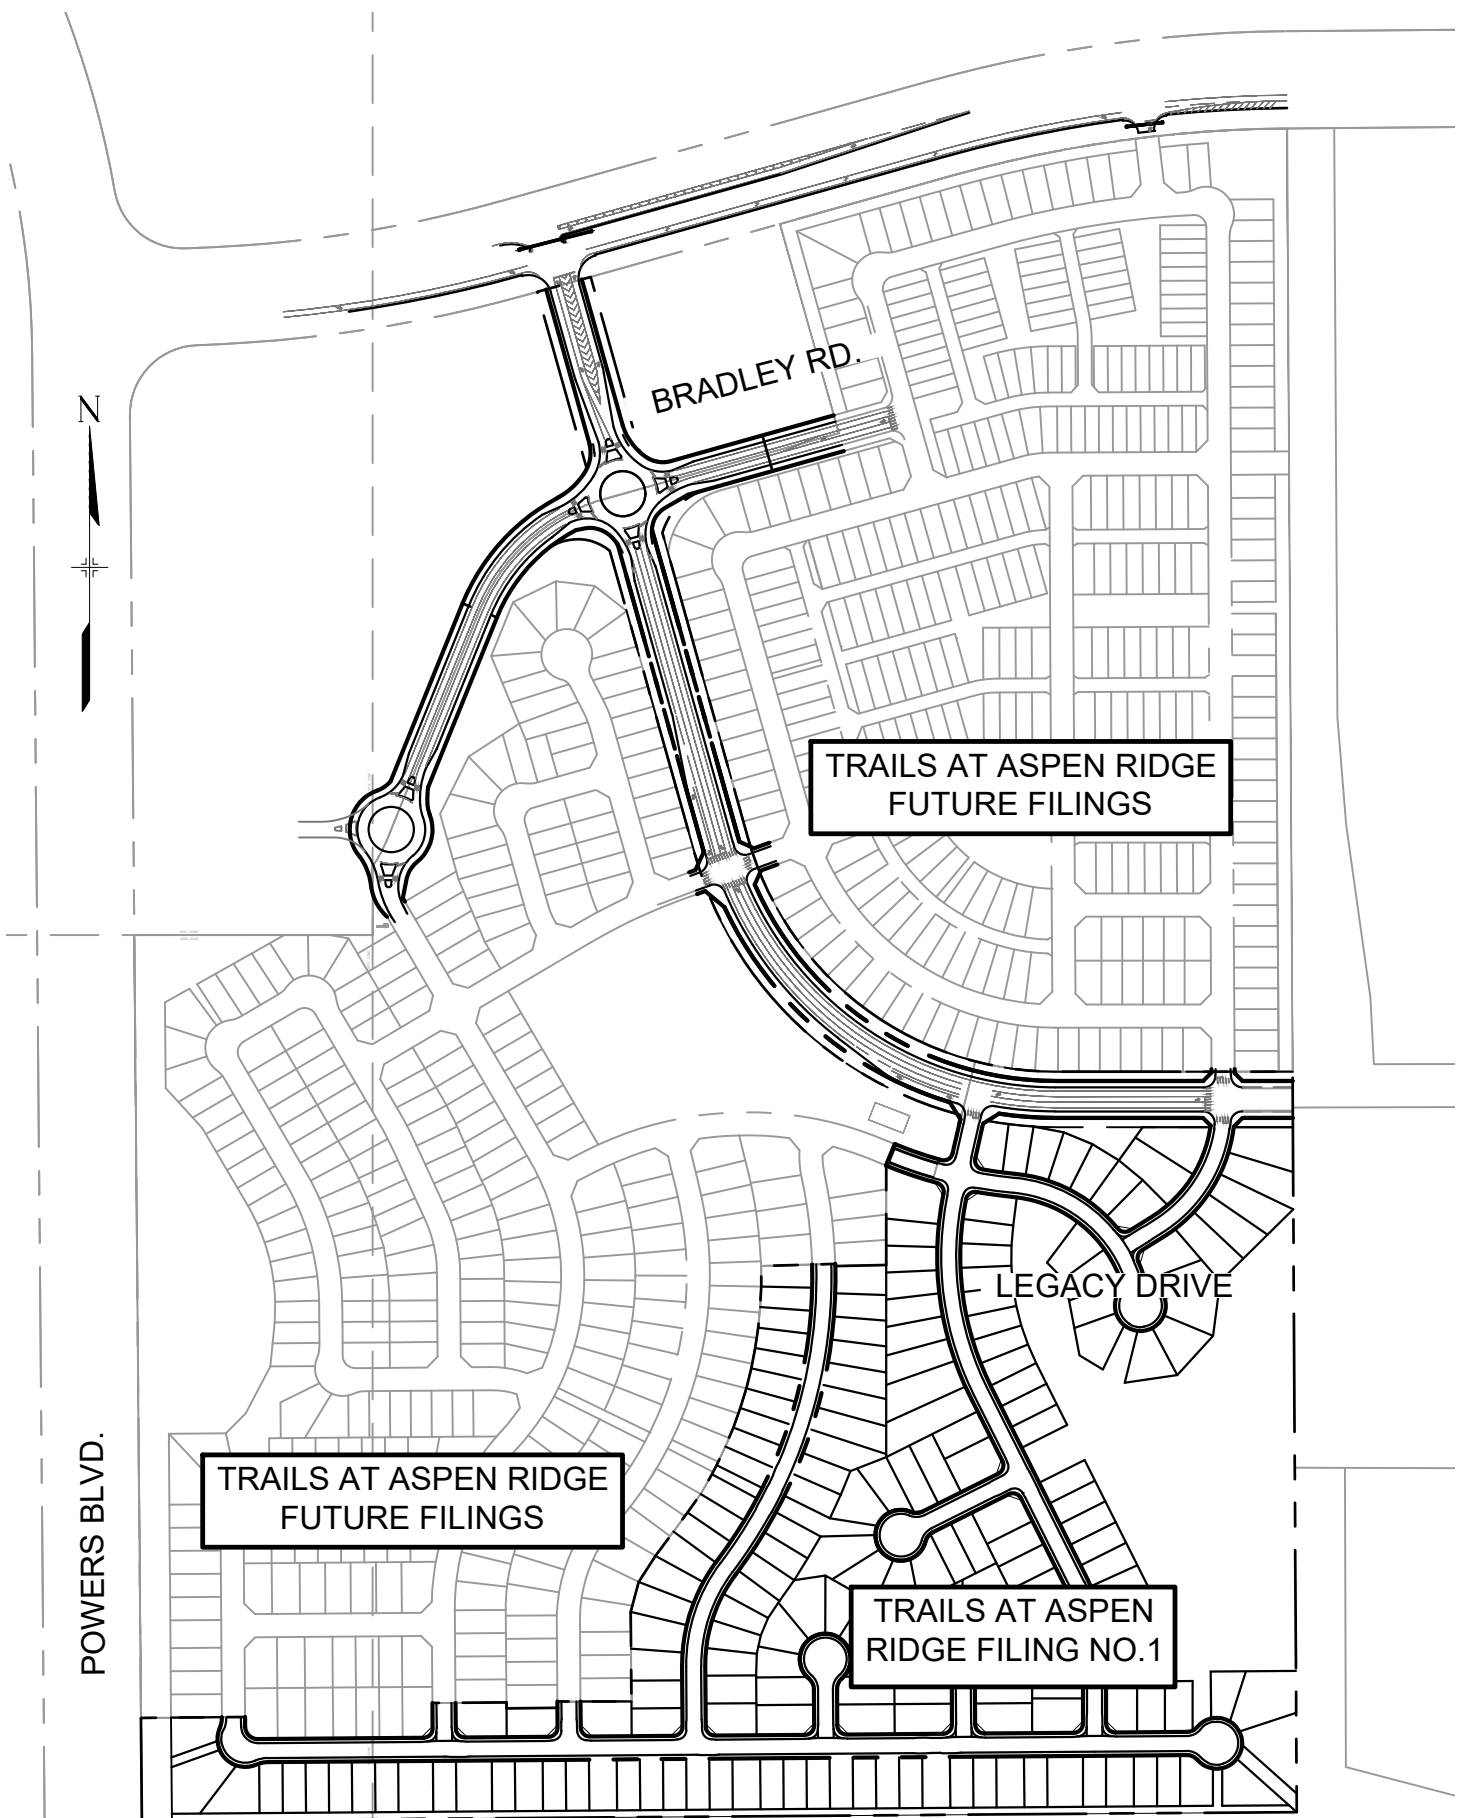 BRADLEY RD.
N
TRAILS AT ASPEN RIDGE
FUTURE FILINGS
LEGACY DRIVE
POWERS BLVD.
TRAILS AT ASPEN RIDGE
FUTURE FILINGS
TRAILS AT ASPEN
RIDGE FILING NO.1